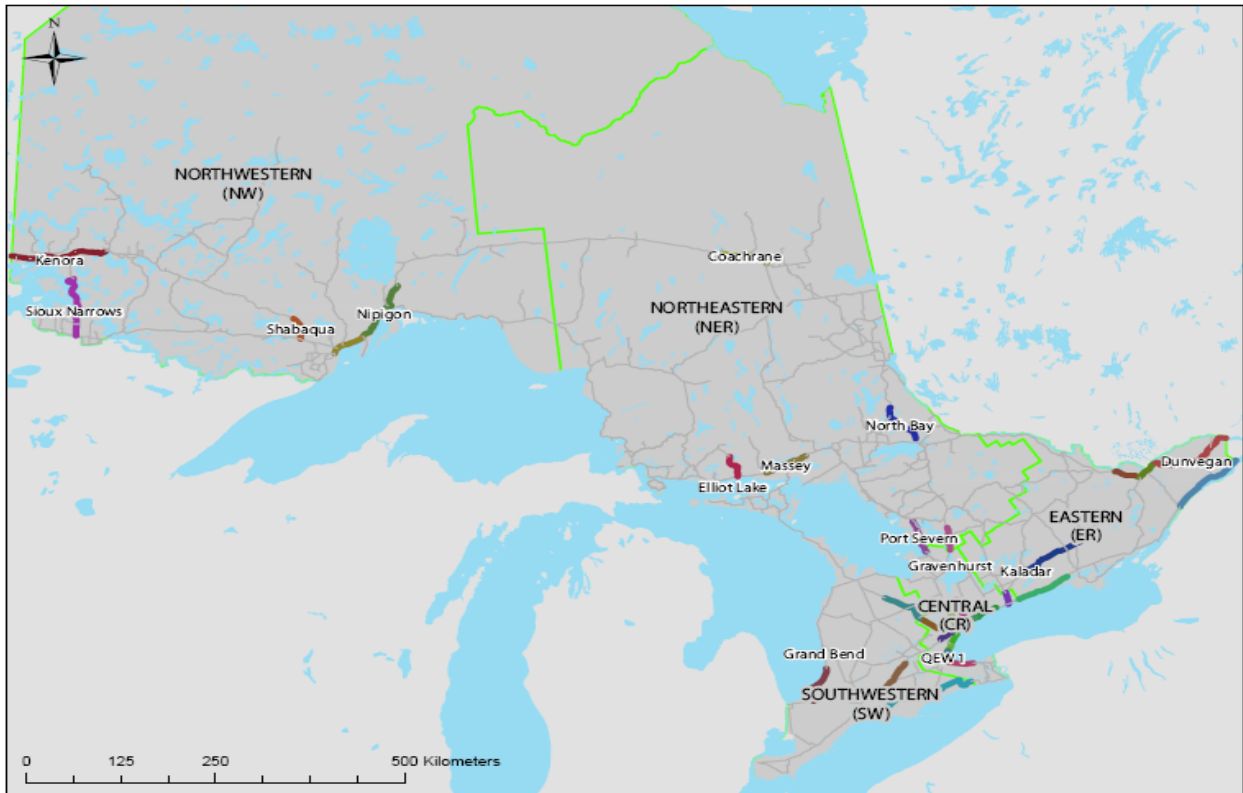 N
NORTHWESTERN
(NW)
Kenora
Coachrane
Sioux Narrows
Shabaqua
Nipigon
NORTHEASTERN
(NER)
North Bay
Massey
Elliot Lake
Dunvegan
EASTERN
(ER)
Port Severn
Gravenhurst
Kaladar
CENTRAL
(CR)
Grand Bend
QEW 1
SOUTHWESTERN
(SW)
0 125 250 500 Kilometers